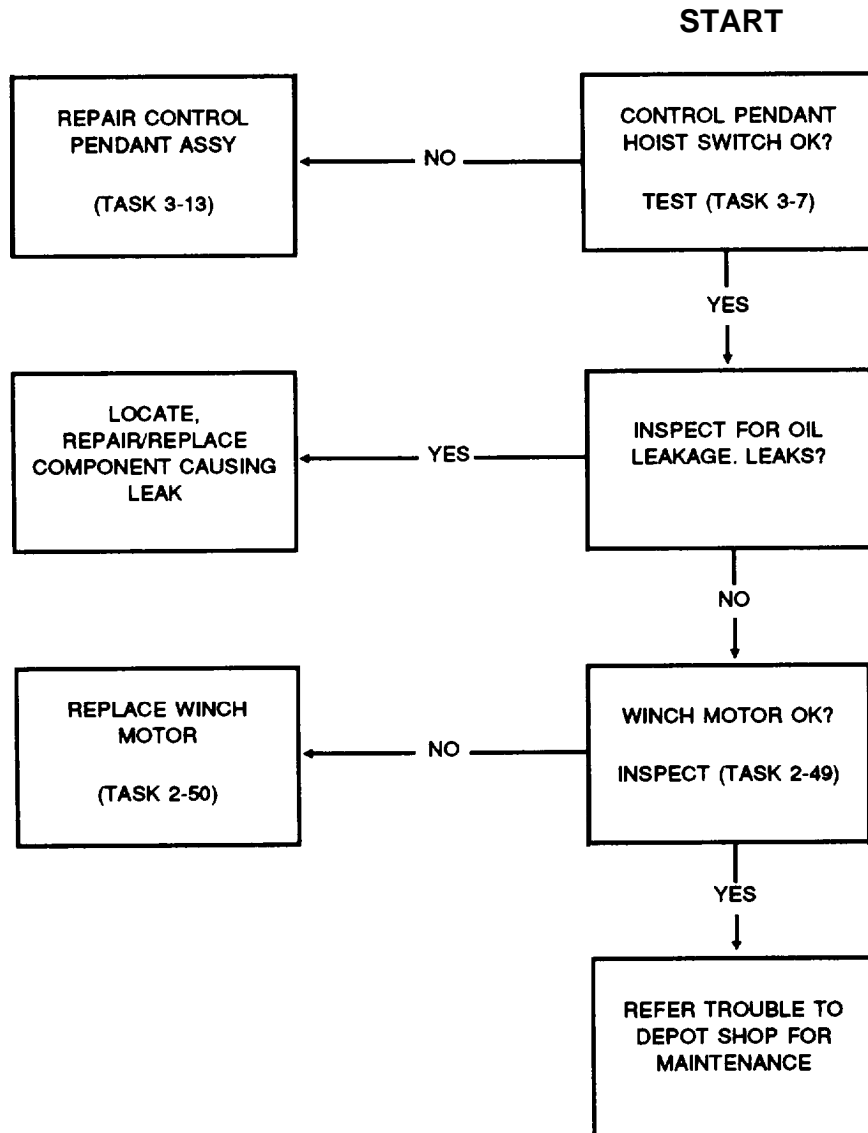 START
CONTROL PENDANT
HOIST SWITCH OK?
TEST (TASK 3-7)
NO
REPAIR CONTROL
PENDANT ASSY
(TASK 3-13)
YES
INSPECT FOR OIL
LEAKAGE. LEAKS?
YES
LOCATE,
REPAIR/REPLACE
COMPONENT CAUSING
LEAK
NO
WINCH MOTOR OK?
INSPECT (TASK 2-49)
NO
REPLACE WINCH
MOTOR
(TASK 2-50)
YES
REFER TROUBLE TO
DEPOT SHOP FOR
MAINTENANCE